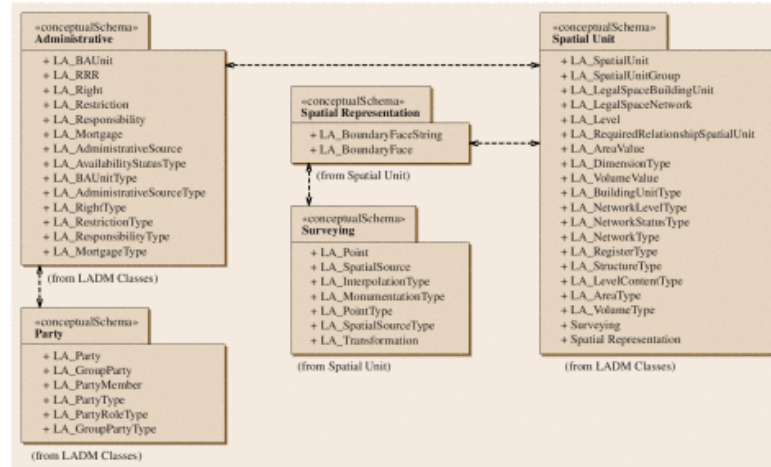 «conceptualSchema»
Administrative
+ LA_BAUnit
+ LA_RRR
+ LA_Right
+ LA_Restriction
+ LA_Responsibility
+ LA_Mortgage
+ LA_AdministrativeSource
+ LA_AvailabilityStatusType
+ LA_BAUnitType
+ LA_AdministrativeSourceType
+ LA_RightType
+ LA_RestrictionType
+ LA_ResponsibilityType
+ LA_MortgageType
(from LADM Classes)
«conceptualSchema»
Party
+ LA_Party
+ LA_GroupParty
+ LA_PartyMember
+ LA_PartyType
+ LA_PartyRoleType
+ LA_GroupPartyType
(from LADM Classes)
«conceptualSchema»
Spatial Representation
+ LA_BoundaryFaceString
+ LA_BoundaryFace
(from Spatial Unit)
«conceptualSchema»
Surveying
+ LA_Point
+ LA_SpatialSource
+ LA_InterpolationType
+ LA_MonumentationType
+ LA_PointType
+ LA_SpatialSourceType
+ LA_Transformation
(from Spatial Unit)
«conceptualSchema»
Spatial Unit
+ LA_SpatialUnit
+ LA_SpatialUnitGroup
+ LA_LegalSpaceBuildingUnit
+ LA_LegalSpaceNetwork
+ LA_Level
+ LA_RequiredRelationshipSpatialUnit
+ LA_AreaValue
+ LA_DimensionType
+ LA_VolumeValue
+ LA_BuildingUnitType
+ LA_NetworkLevelType
+ LA_NetworkStatusType
+ LA_NetworkType
+ LA_RegisterType
+ LA_StructureType
+ LA_LevelContentType
+ LA_AreaType
+ LA_VolumeType
+ Surveying
+ Spatial Representation
(from LADM Classes)